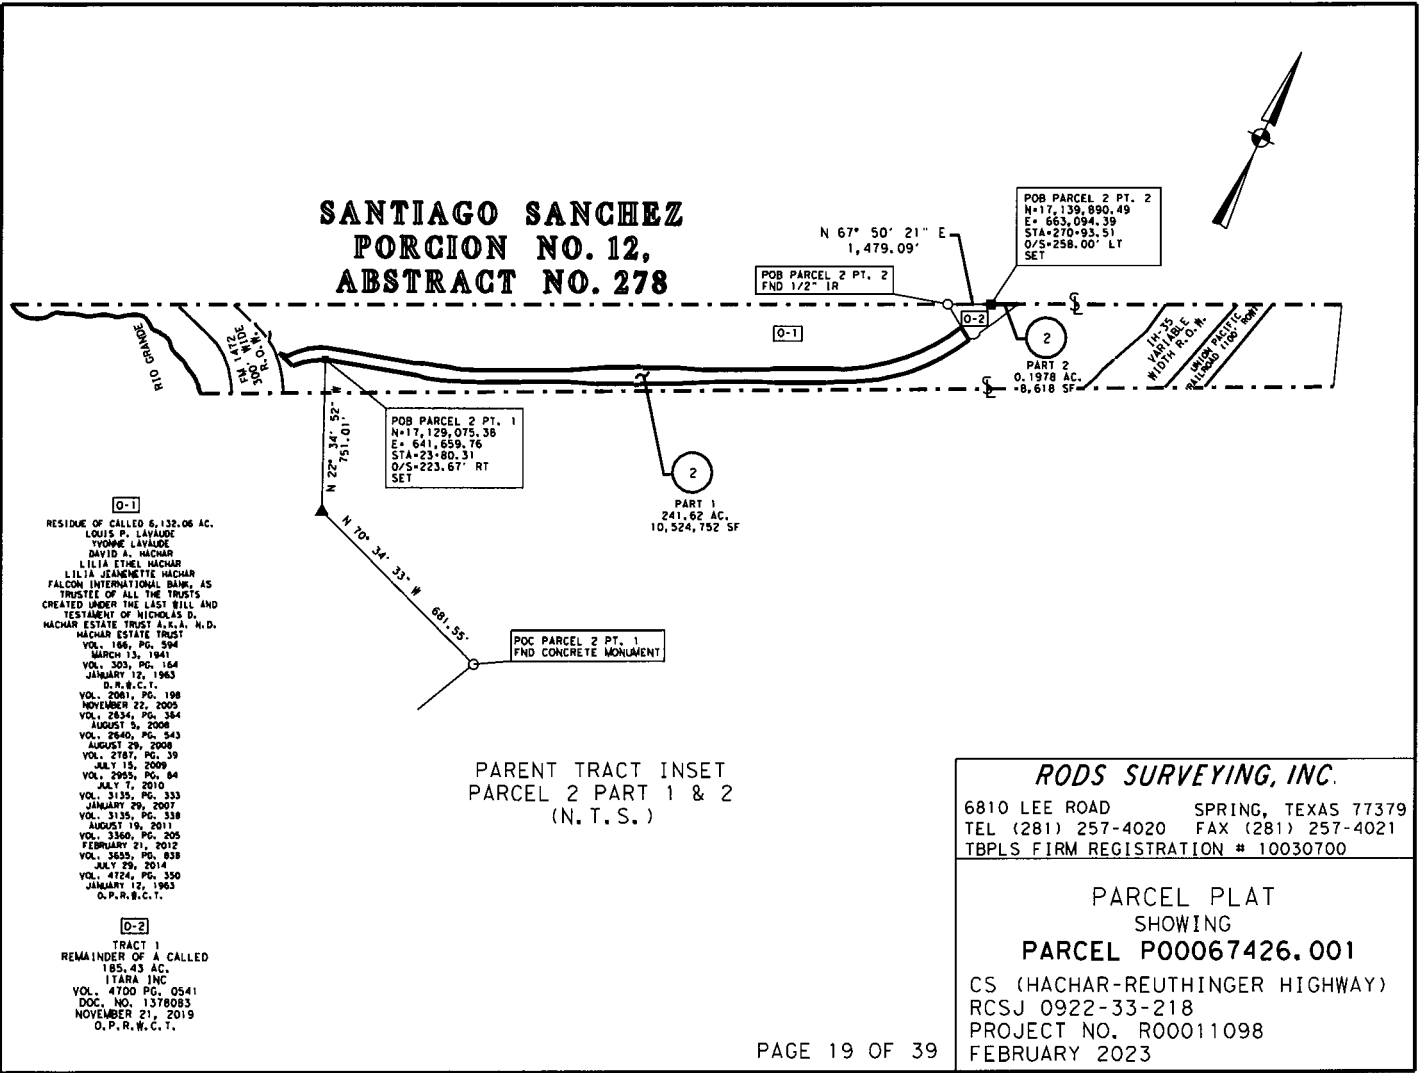 SANTIAGO SANCHEZ
PORCION NO. 12,
ABSTRACT NO. 278
N 67° 50' 21" E
1,479.09'
POB PARCEL 2 PT. 2
N=17,139,890.49
E= 663,094.39
STA=270+93.51
O/S=258.00' LT
SET
POB PARCEL 2 PT. 2
FND 1/2" IR
O-1
O-2
2
PART 2
0.1978 AC.
=8,618 SF
RIO GRANDE
FM 1472
300' WIDE
R.O.W.
IH-35
VARIABLE
WIDTH R.O.W.
UNION PACIFIC
RAILROAD (100' ROW)
POB PARCEL 2 PT. 1
N=17,129,075.38
E= 641,659.76
STA=23+80.31
O/S=223.67' RT
SET
N 22° 34' 52" W
751.01'
2
PART 1
241.62 AC.
10,524,752 SF
N 70° 34' 33" W 681.55'
POC PARCEL 2 PT. 1
FND CONCRETE MONUMENT
O-1
RESIDUE OF CALLED 6,132.06 AC.
LOUIS P. LAVAUDE
YVONNE LAVAUDE
DAVID A. HACHAR
LILIA ETHEL HACHAR
LILIA JEANENETTE HACHAR
FALCON INTERNATIONAL BANK, AS
TRUSTEE OF ALL THE TRUSTS
CREATED UNDER THE LAST WILL AND
TESTAMENT OF NICHOLAS D.
HACHAR ESTATE TRUST A.K.A. N.D.
HACHAR ESTATE TRUST
VOL. 166, PG. 594
MARCH 13, 1941
VOL. 303, PG. 164
JANUARY 12, 1963
D.R.W.C.T.
VOL. 2081, PG. 198
NOVEMBER 22, 2005
VOL. 2634, PG. 364
AUGUST 5, 2008
VOL. 2640, PG. 543
AUGUST 29, 2008
VOL. 2787, PG. 39
JULY 15, 2009
VOL. 2955, PG. 84
JULY 7, 2010
VOL. 3135, PG. 333
JANUARY 29, 2007
VOL. 3135, PG. 338
AUGUST 19, 2011
VOL. 3360, PG. 205
FEBRUARY 21, 2012
VOL. 3655, PG. 838
JULY 29, 2014
VOL. 4724, PG. 350
JANUARY 12, 1963
O.P.R.W.C.T.
O-2
TRACT 1
REMAINDER OF A CALLED
185.43 AC.
ITARA INC
VOL. 4700 PG. 0541
DOC. NO. 1378083
NOVEMBER 21, 2019
O.P.R.W.C.T.
PARENT TRACT INSET
PARCEL 2 PART 1 & 2
(N.T.S.)
RODS SURVEYING, INC.
6810 LEE ROAD SPRING, TEXAS 77379
TEL (281) 257-4020 FAX (281) 257-4021
TBPLS FIRM REGISTRATION # 10030700
PARCEL PLAT
SHOWING
PARCEL P00067426.001
CS (HACHAR-REUTHINGER HIGHWAY)
RCSJ 0922-33-218
PROJECT NO. R00011098
FEBRUARY 2023
PAGE 19 OF 39